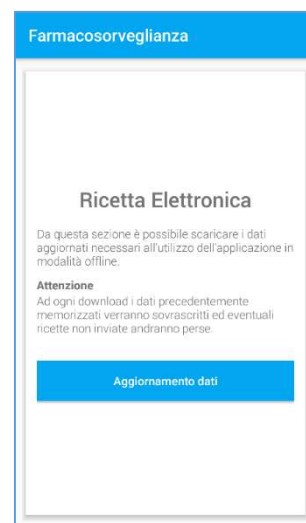 Farmacosorveglianza
Ricetta Elettronica
Da questa sezione è possibile scaricare i dati
aggiornati necessari all'utilizzo dell'applicazione in
modalità offline.
Attenzione
Ad ogni download i dati precedentemente
memorizzati verranno sovrascritti ed eventuali
ricette non inviate andranno perse.
Aggiornamento dati